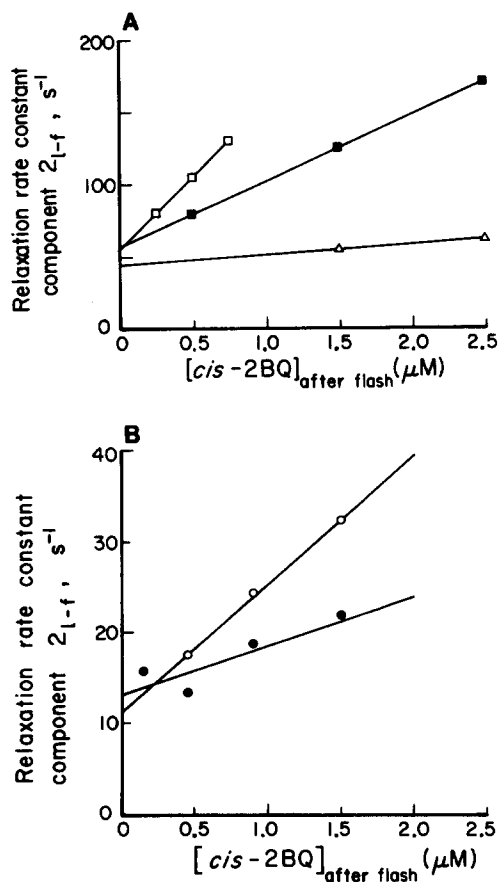 A
200
100
0
Relaxation rate constant
component 2l-f , s-1
0 0.5 1.0 1.5 2.0 2.5
[cis-2BQ]after flash (μM)
B
40
30
20
10
0
Relaxation rate constant
component 2l-f , s-1
0 0.5 1.0 1.5 2.0 2.5
[cis-2BQ]after flash (μM)